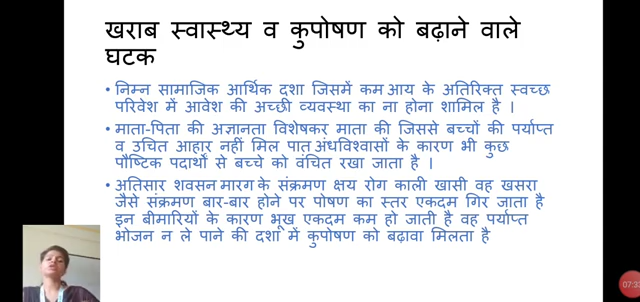 खराब स्वास्थ्य व कुपोषण को बढ़ाने वाले
घटक
• निम्न सामाजिक आर्थिक दशा जिसमें कम आय के अतिरिक्त स्वच्छ
परिवेश में आवेश की अच्छी व्यवस्था का ना होना शामिल है ।
• माता-पिता की अज्ञानता विशेषकर माता की जिससे बच्चों की पर्याप्त
व उचित आहार नहीं मिल पात अंधविश्वासों के कारण भी कुछ
पौष्टिक पदार्थों से बच्चे को वंचित रखा जाता है ।
• अतिसार शवसन मारग के संक्रमण क्षय रोग काली खासी वह खसरा
जैसे संक्रमण बार-बार होने पर पोषण का स्तर एकदम गिर जाता है
इन बीमारियों के कारण भूख एकदम कम हो जाती है वह पर्याप्त
भोजन न ले पाने की दशा में कुपोषण को बढ़ावा मिलता है